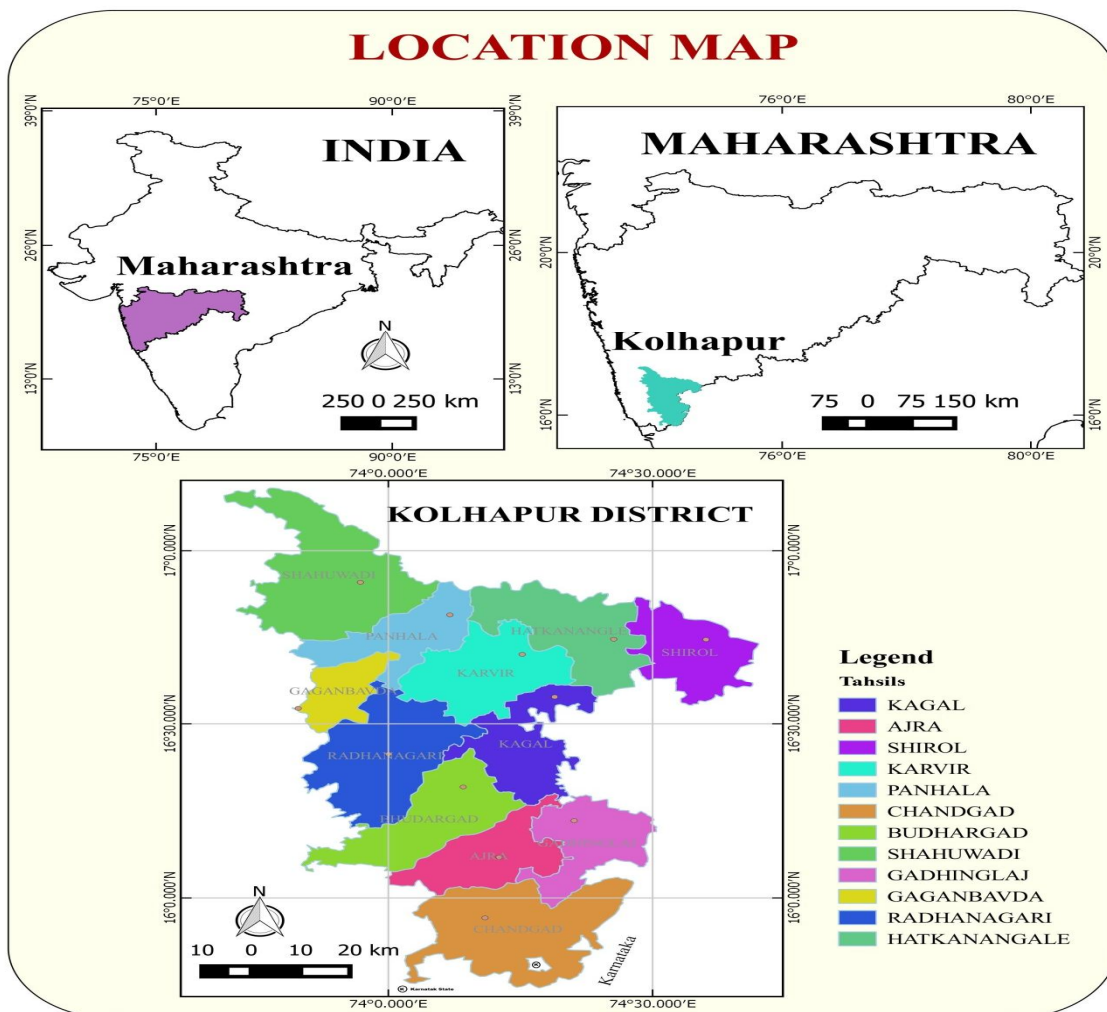 LOCATION MAP
75°0'E
90°0'E
76°0'E
80°0'E
39°0'N
26°0'N
13°0'N
39°0'N
26°0'N
13°0'N
INDIA
Maharashtra
N
250 0 250 km
75°0'E
90°0'E
20°0'N
16°0'N
20°0'N
16°0'N
MAHARASHTRA
Kolhapur
75 0 75 150 km
76°0'E
80°0'E
74°0.000'E
74°30.000'E
17°0.000'N
16°30.000'N
16°0.000'N
17°0.000'N
16°30.000'N
16°0.000'N
KOLHAPUR DISTRICT
SHAHUWADI
PANHALA
HATKANANGLE
SHIROL
KARVIR
GAGANBAVDA
KAGAL
RADHANAGARI
BHUDARGAD
AJRA
CHANDGAD
Karnataka
N
10 0 10 20 km
K
K Karnatak State
74°0.000'E
74°30.000'E
Legend
Tahsils
KAGAL
AJRA
SHIROL
KARVIR
PANHALA
CHANDGAD
BUDHARGAD
SHAHUWADI
GADHINGLAJ
GAGANBAVDA
RADHANAGARI
HATKANANGALE